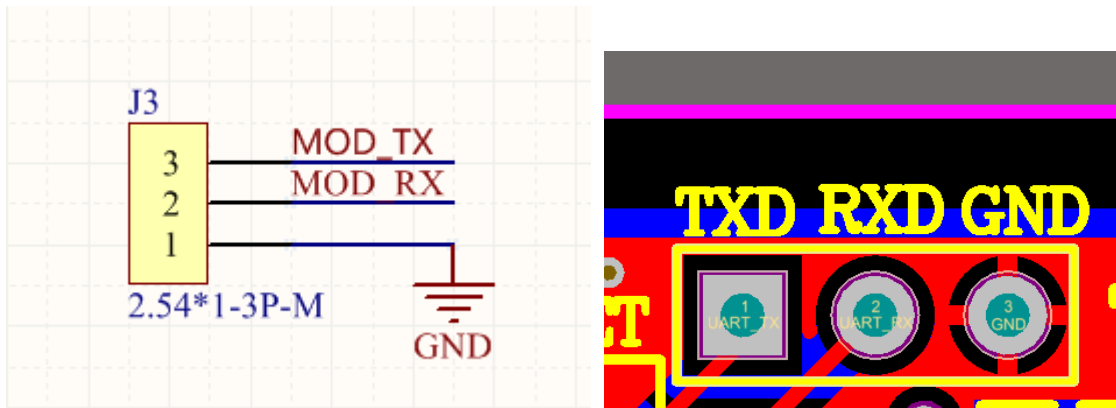 J3
3 MOD_TX
2 MOD_RX
1
2.54*1-3P-M
GND
TXD RXD GND
1 2 3
UART_TX UART_RX GND